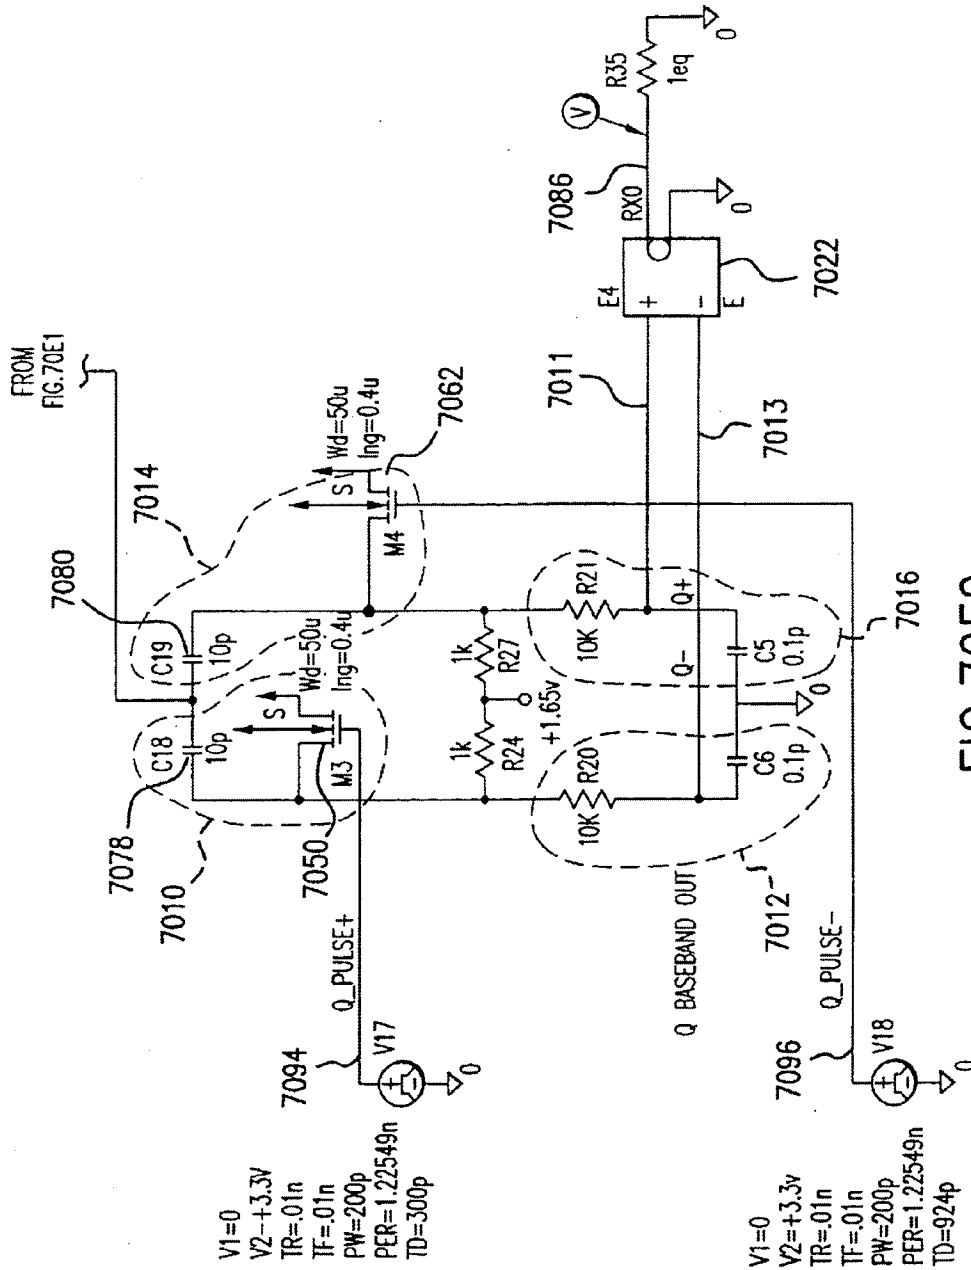 FROM
FIG.70E1
7014
7080
C19
10p
7078
C18
10p
7010
Wd=50u
lng=0.4u
7062
S
M4
Wd=50u
lng=0.4u
S
M3
7050
Q_PULSE+
7094
V17
+
-
0
V1=0
V2-+3.3V
TR=.01n
TF=.01n
PW=200p
PER=1.22549n
TD=300p
1k
R27
1k
R24
+1.65v
R21
10K
R20
10K
Q+
Q-
C5
0.1p
C6
0.1p
0
7016
7012
Q BASEBAND OUT
7011
7013
E4
+
-
E
7022
RXO
7086
0
V
R35
1eq
0
Q_PULSE-
7096
V18
+
-
0
V1=0
V2=+3.3v
TR=.01n
TF=.01n
PW=200p
PER=1.22549n
TD=924p